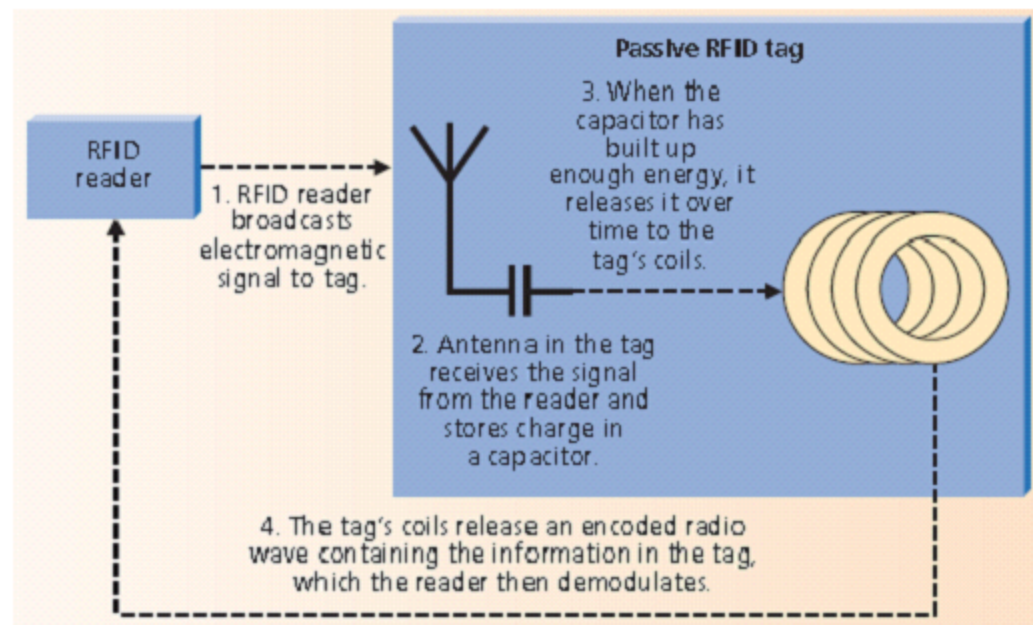 Passive RFID tag
RFID
reader
1. RFID reader
broadcasts
electromagnetic
signal to tag.
2. Antenna in the tag
receives the signal
from the reader and
stores charge in
a capacitor.
3. When the
capacitor has
built up
enough energy, it
releases it over
time to the
tag's coils.
4. The tag's coils release an encoded radio
wave containing the information in the tag,
which the reader then demodulates.